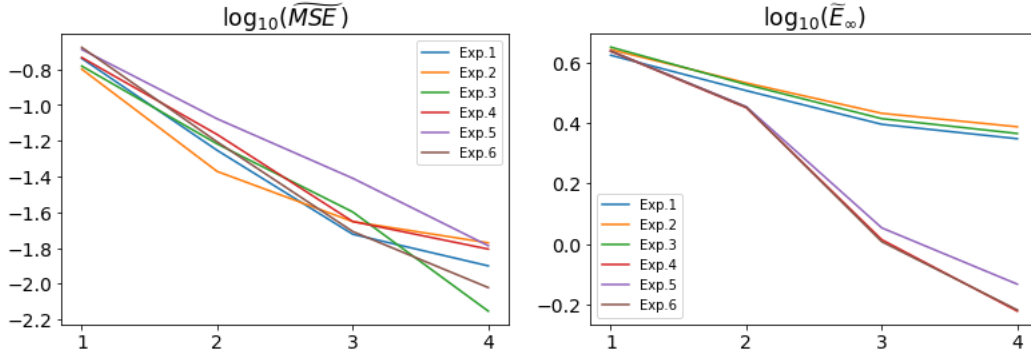 log₁₀(M̃S̃Ẽ)
−0.8
−1.0
−1.2
−1.4
−1.6
−1.8
−2.0
−2.2
1 2 3 4
Exp.1
Exp.2
Exp.3
Exp.4
Exp.5
Exp.6
log₁₀(Ẽ∞)
0.6
0.4
0.2
0.0
−0.2
1 2 3 4
Exp.1
Exp.2
Exp.3
Exp.4
Exp.5
Exp.6